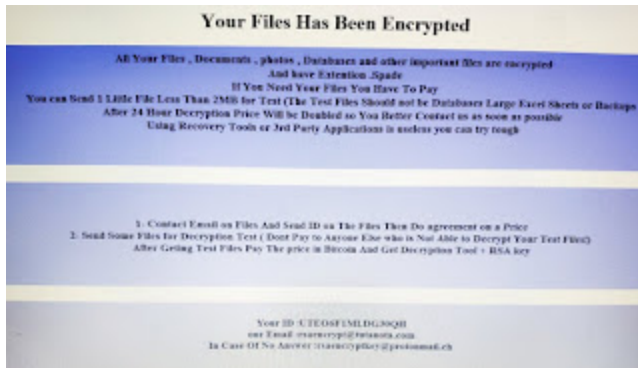 Your Files Has Been Encrypted
All Your Files , Documents , photos , Databases and other important files are encrypted
And have Extention .Spade
If You Need Your Files You Have To Pay
You can Send 1 Little File Less Than 2MB for Test (The Test Files Should not be Databases Large Excel Sheets or Backups
After 24 Hour Decryption Price Will be Doubled so You Better Contact us as soon as possible
Using Recovery Tools or 3rd Party Applications is useless you can try tough
1- Contact Email on Files And Send ID on The Files Then Do agreement on a Price
2- Send Some Files for Decryption Test ( Dont Pay to Anyone Else who is Not Able to Decrypt Your Test Files!)
After Geting Test Files Pay The price in Bitcoin And Get Decryption Tool + RSA key
Your ID
our Email
In Case Of No Answer